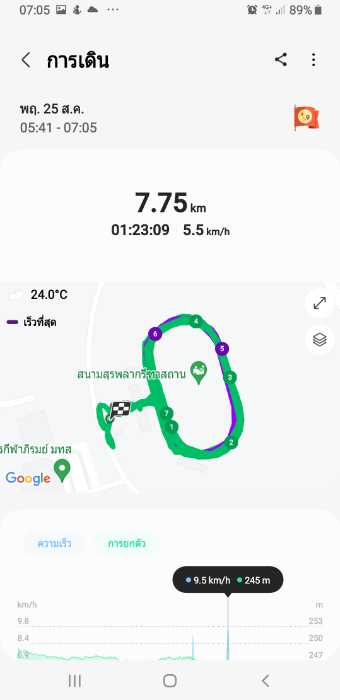 07:05 89%
การเดิน
พฤ. 25 ส.ค.
05:41 - 07:05
7.75 km
01:23:09 5.5 km/h
24.0°C
เร็วที่สุด
4
6
5
สนามสุรพลากรีฑาสถาน
3
7
1
2
รกีฬาภิรมย์ มทส
Google
ความเร็ว การยกตัว
9.5 km/h 245 m
km/h m
9.8 253
8.4 250
6.9 247